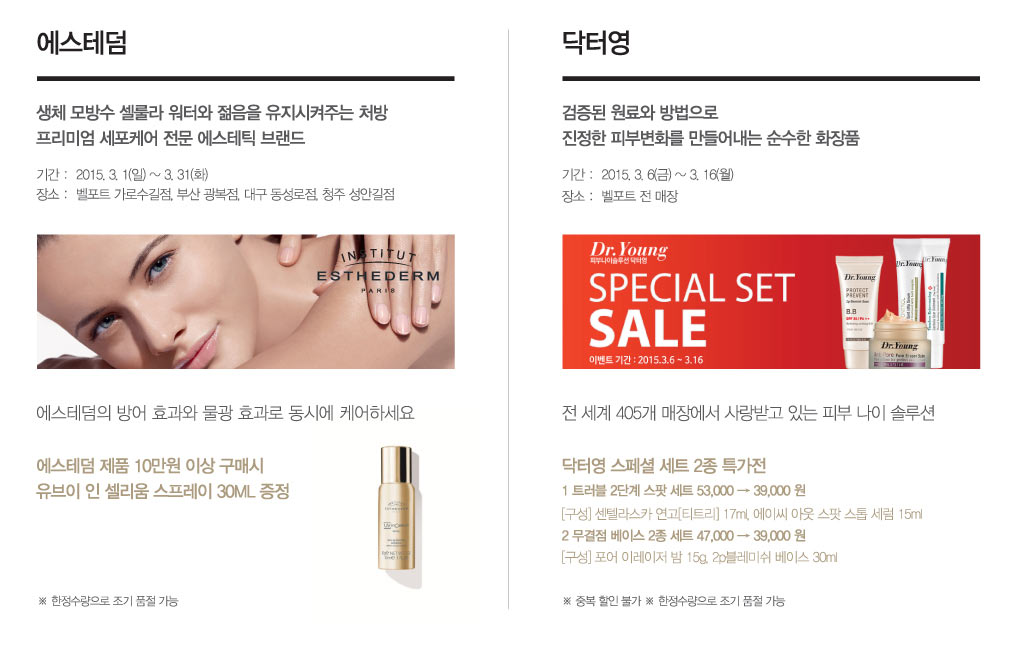 에스테덤
생체 모방수 셀룰라 워터와 젊음을 유지시켜주는 처방
프리미엄 세포케어 전문 에스테틱 브랜드
기간 : 2015. 3. 1(일) ~ 3. 31(화)
장소 : 벨포트 가로수길점, 부산 광복점, 대구 동성로점, 청주 성안길점
INSTITUT
ESTHEDERM
PARIS
에스테덤의 방어 효과와 물광 효과로 동시에 케어하세요
에스테덤 제품 10만원 이상 구매시
유브이 인 셀리움 스프레이 30ML 증정
※ 한정수량으로 조기 품절 가능
닥터영
검증된 원료와 방법으로
진정한 피부변화를 만들어내는 순수한 화장품
기간 : 2015. 3. 6(금) ~ 3. 16(월)
장소 : 벨포트 전 매장
Dr.Young
피부나이솔루션 닥터영
SPECIAL SET
SALE
이벤트 기간 : 2015.3.6 ~ 3.16
Dr.Young
PROTECT
PREVENT
B.B
Dr.Young
Dr.Young
Dr.Young
전 세계 405개 매장에서 사랑받고 있는 피부 나이 솔루션
닥터영 스페셜 세트 2종 특가전
1 트러블 2단계 스팟 세트 53,000 → 39,000 원
[구성] 센텔라스카 연고[티트리] 17ml, 에이씨 아웃 스팟 스톱 세럼 15ml
2 무결점 베이스 2종 세트 47,000 → 39,000 원
[구성] 포어 이레이저 밤 15g, 2p블레미쉬 베이스 30ml
※ 중복 할인 불가 ※ 한정수량으로 조기 품절 가능